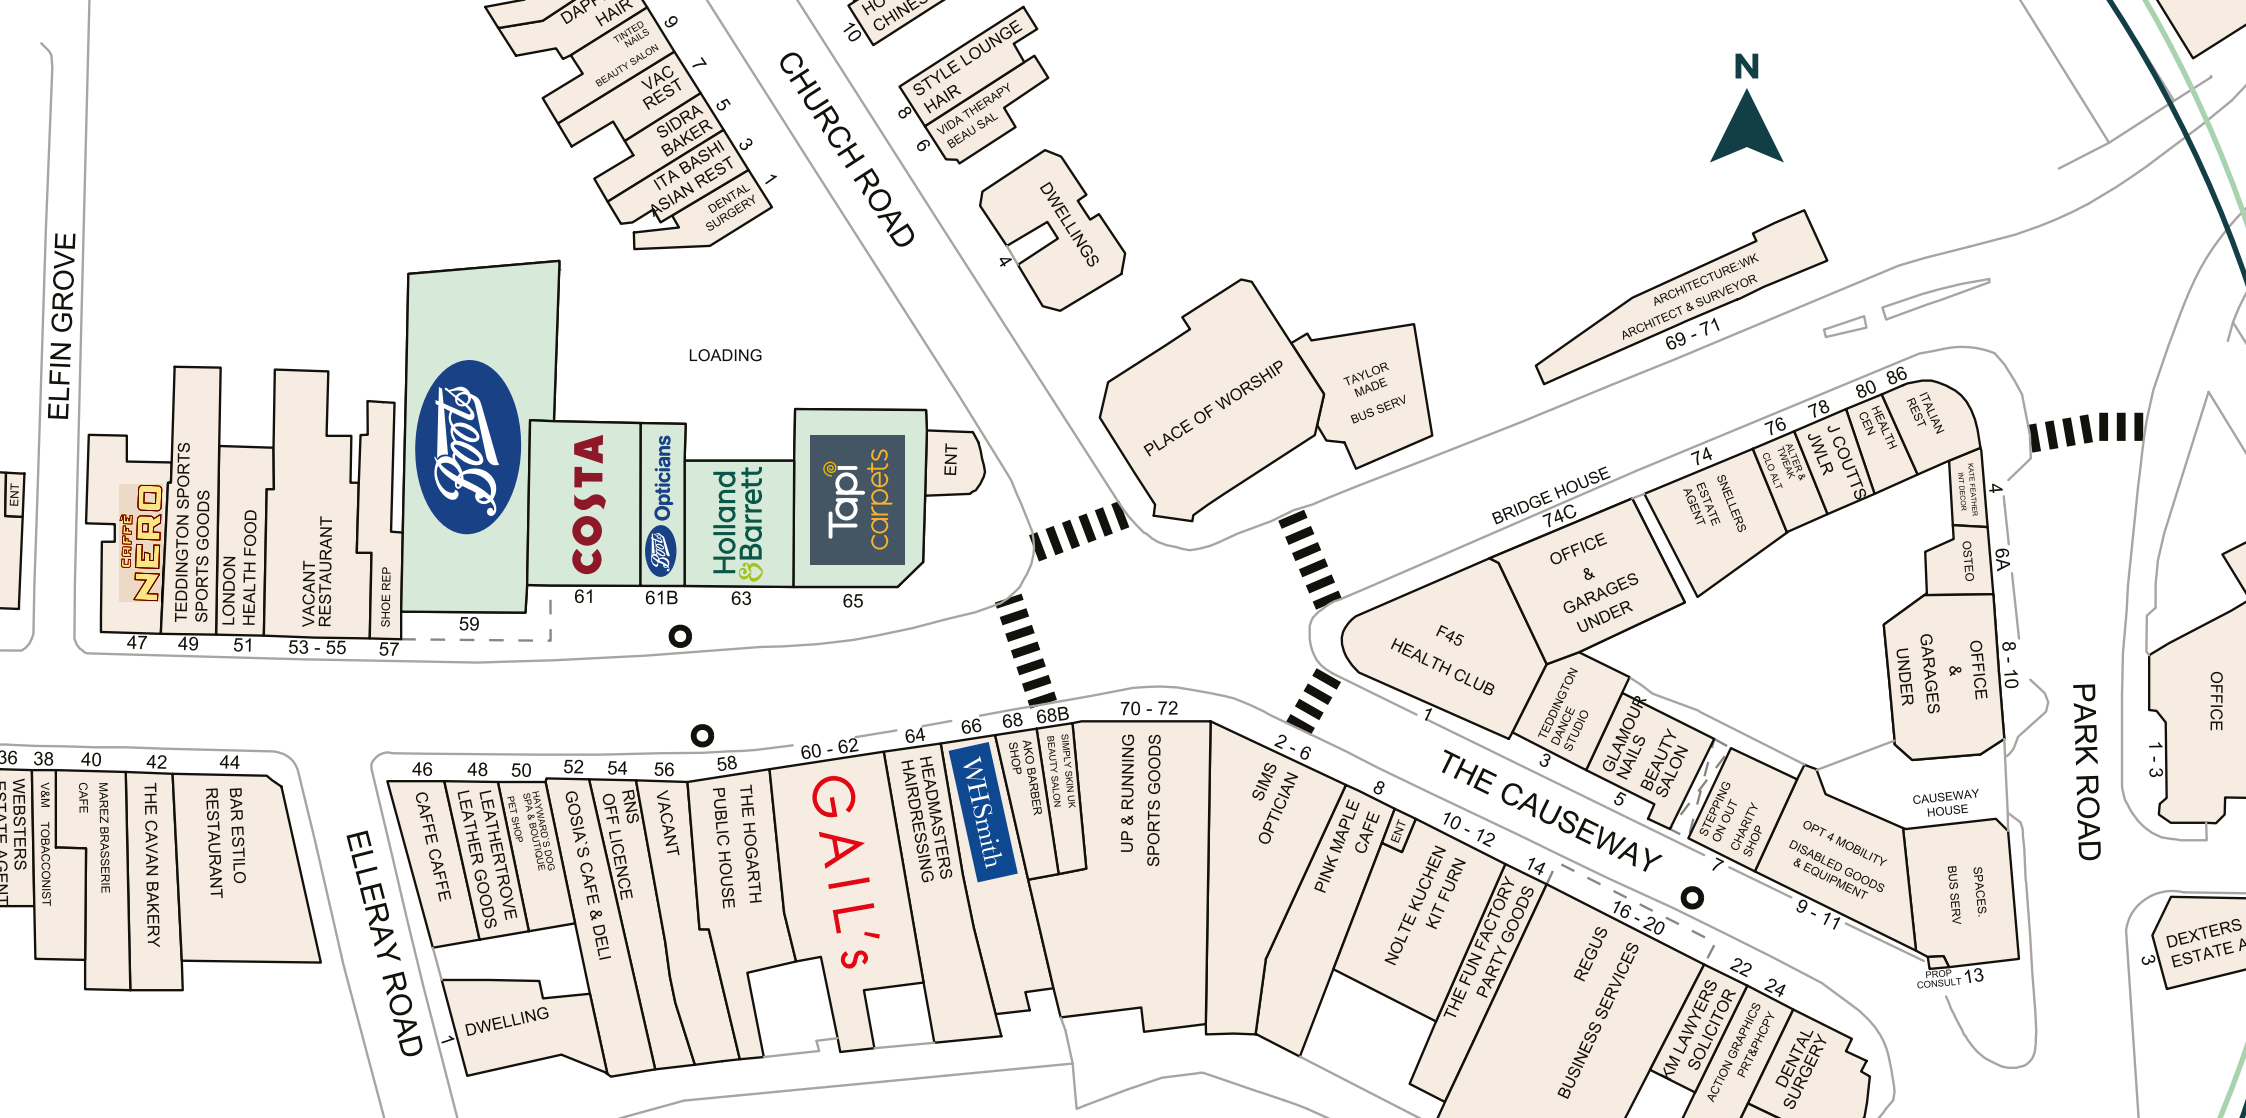 DAPP
HAIR
9
TINTED
NAILS
BEAUTY SALON
7
VAC
REST
5
SIDRA
BAKER
3
ITA BASHI
ASIAN REST
1
DENTAL
SURGERY
CHURCH ROAD
10
HO
CHINES
STYLE LOUNGE
HAIR
8
VIDA THERAPY
BEAU SAL
6
DWELLINGS
4
N
ELFIN GROVE
LOADING
PLACE OF WORSHIP
TAYLOR
MADE
BUS SERV
ARCHITECTURE:WK
ARCHITECT & SURVEYOR
69 - 71
ENT
CAFFÈ
NERO
47
TEDDINGTON SPORTS
SPORTS GOODS
49
LONDON
HEALTH FOOD
51
VACANT
RESTAURANT
53 - 55
SHOE REP
57
Boots
59
COSTA
61
Boots
Opticians
61B
Holland
& Barrett
63
Tapi
carpets
65
ENT
BRIDGE HOUSE
74C
OFFICE
&
GARAGES
UNDER
74
SNELLERS
ESTATE
AGENT
76
ALTER &
TWEAK
CLO ALT
78
J COUTTS
JWLR
80
HEALTH
CEN
86
ITALIAN
REST
KATE FEATHER
INT DECOR
4
OSTEO
6A
OFFICE
&
GARAGES
UNDER
8 - 10
PARK ROAD
OFFICE
1 - 3
F45
HEALTH CLUB
1
TEDDINGTON
DANCE
STUDIO
3
GLAMOUR
NAILS
BEAUTY
SALON
5
STEPPING
ON OUT
CHARITY
SHOP
7
OPT 4 MOBILITY
DISABLED GOODS
& EQUIPMENT
9 - 11
CAUSEWAY
HOUSE
SPACES.
BUS SERV
PROP
CONSULT
13
THE CAUSEWAY
DEXTERS
ESTATE A
3
36
WEBSTERS
ESTATE AGENT
38
V&M TOBACCONIST
40
MAREZ BRASSERIE
CAFE
42
THE CAVAN BAKERY
44
BAR ESTILO
RESTAURANT
ELLERAY ROAD
46
CAFFE CAFFE
48
LEATHERTROVE
LEATHER GOODS
50
HAYWARD'S DOG
SPA & BOUTIQUE
PET SHOP
52
GOSIA`S CAFE & DELI
54
RNS
OFF LICENCE
56
VACANT
58
THE HOGARTH
PUBLIC HOUSE
60 - 62
GAIL's
64
HEADMASTERS
HAIRDRESSING
66
WHSmith
68
AKO BARBER
SHOP
68B
SIMPLY SKIN UK
BEAUTY SALON
70 - 72
UP & RUNNING
SPORTS GOODS
DWELLING
1
2 - 6
SIMS
OPTICIAN
8
PINK MAPLE
CAFE
ENT
10 - 12
NOLTE KUCHEN
KIT FURN
14
THE FUN FACTORY
PARTY GOODS
16 - 20
REGUS
BUSINESS SERVICES
22
KM LAWYERS
SOLICITOR
24
ACTION GRAPHICS
PRT&PHCPY
DENTAL
SURGERY